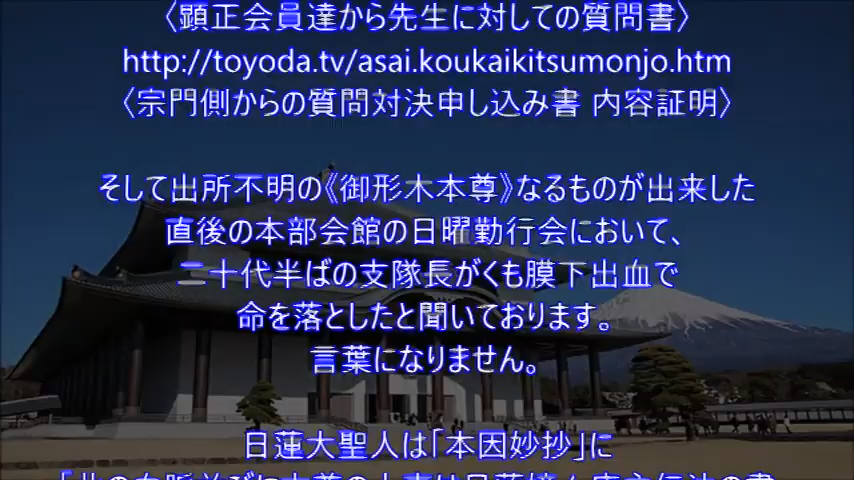 〈顕正会員達から先生に対しての質問書〉
http://toyoda.tv/asai.koukaikitsumonjo.htm
〈宗門側からの質問対決申し込み書 内容証明〉
そして出所不明の《御形木本尊》なるものが出来した
直後の本部会館の日曜勤行会において、
二十代半ばの支隊長がくも膜下出血で
命を落としたと聞いております。
言葉になりません。
日蓮大聖人は「本因妙抄」に